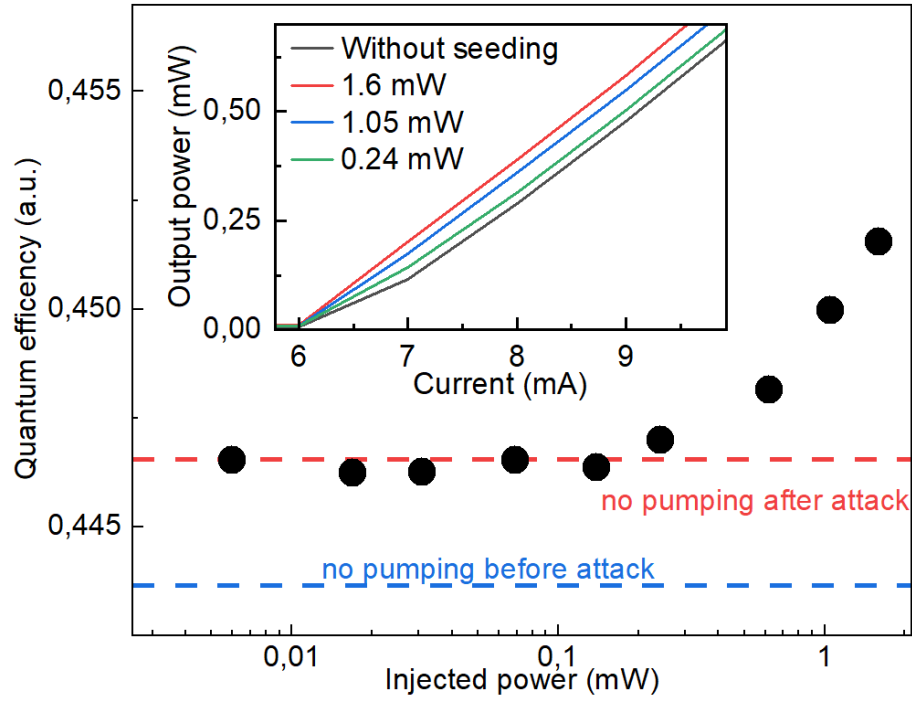 Quantum efficency (a.u.)
0,455
0,450
0,445
Output power (mW)
0,50
0,25
0,00
Without seeding
1.6 mW
1.05 mW
0.24 mW
6 7 8 9
Current (mA)
no pumping after attack
no pumping before attack
0,01 0,1 1
Injected power (mW)